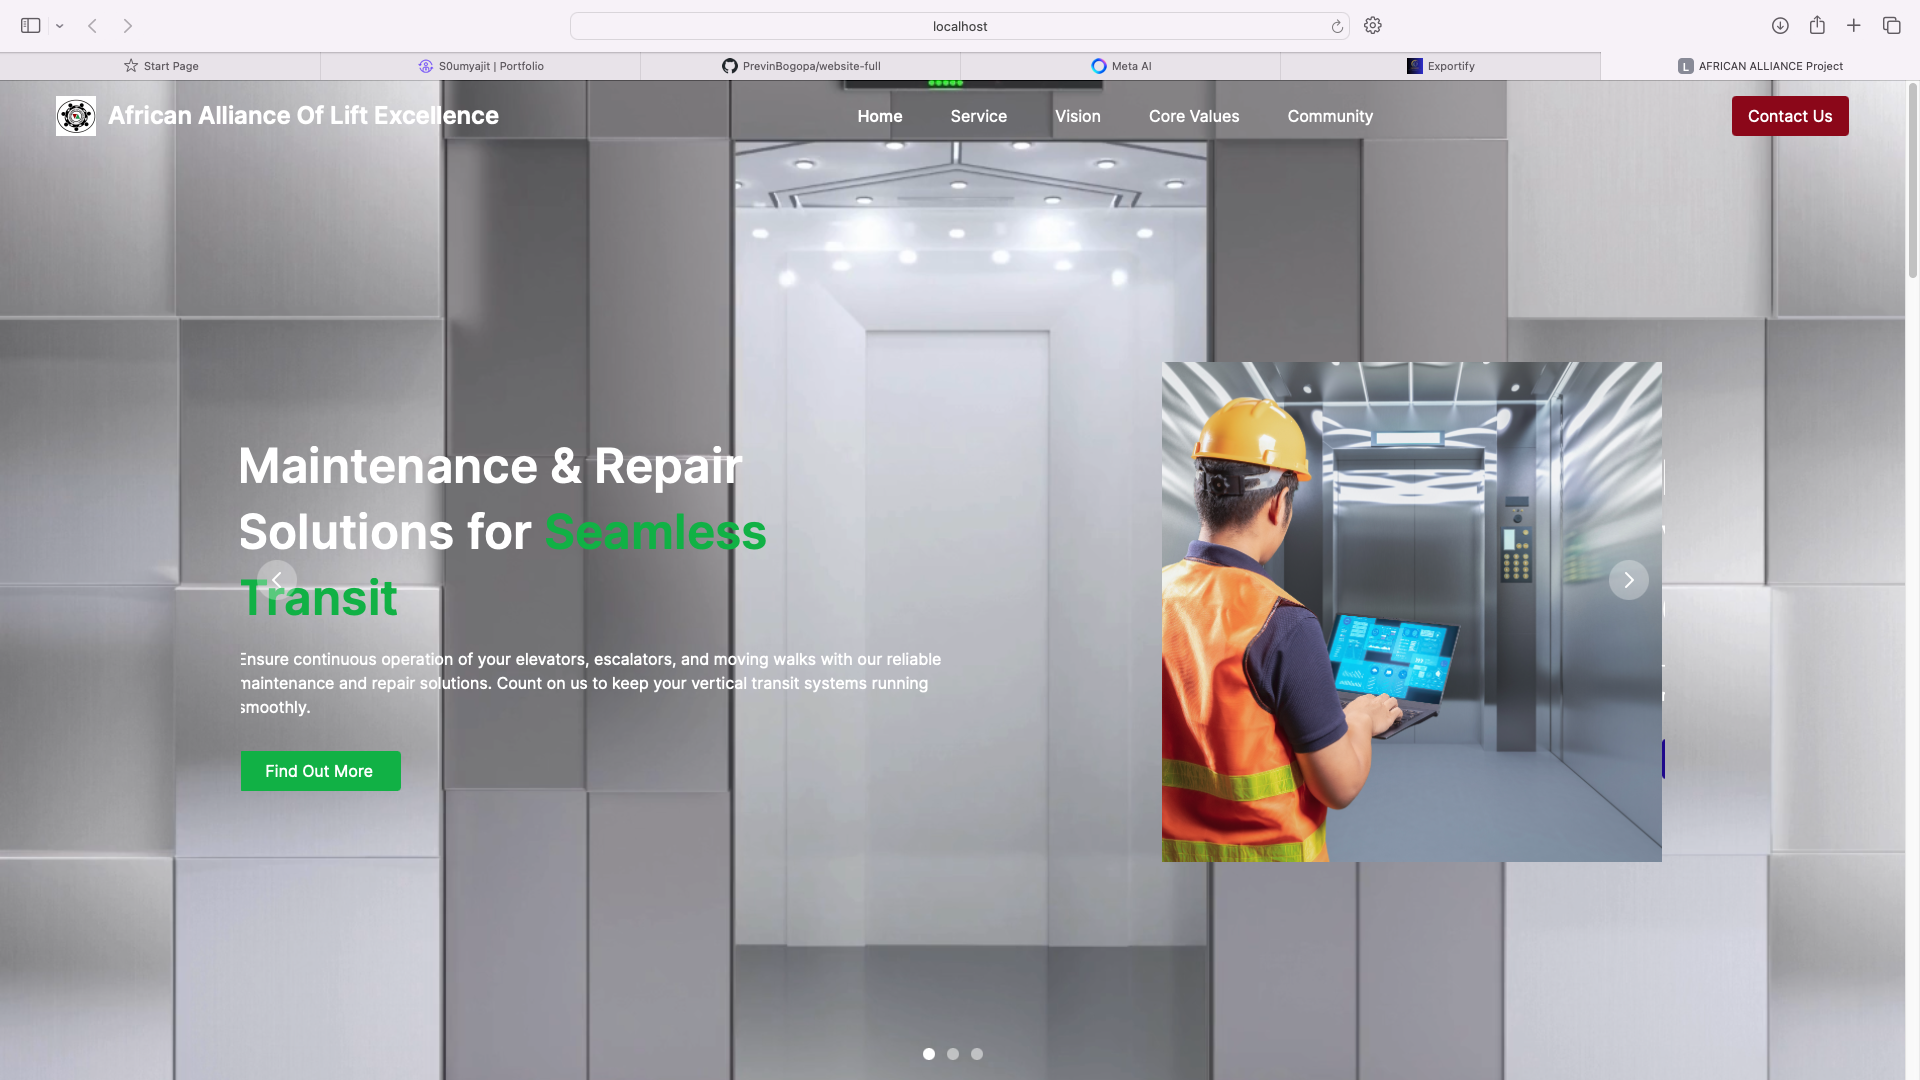 localhost
Start Page
S0umyajit | Portfolio
PrevinBogopa/website-full
Meta AI
Exportify
L AFRICAN ALLIANCE Project
African Alliance Of Lift Excellence
Home
Service
Vision
Core Values
Community
Contact Us
Maintenance & Repair
Solutions for Seamless
Transit
Ensure continuous operation of your elevators, escalators, and moving walks with our reliable
maintenance and repair solutions. Count on us to keep your vertical transit systems running
smoothly.
Find Out More